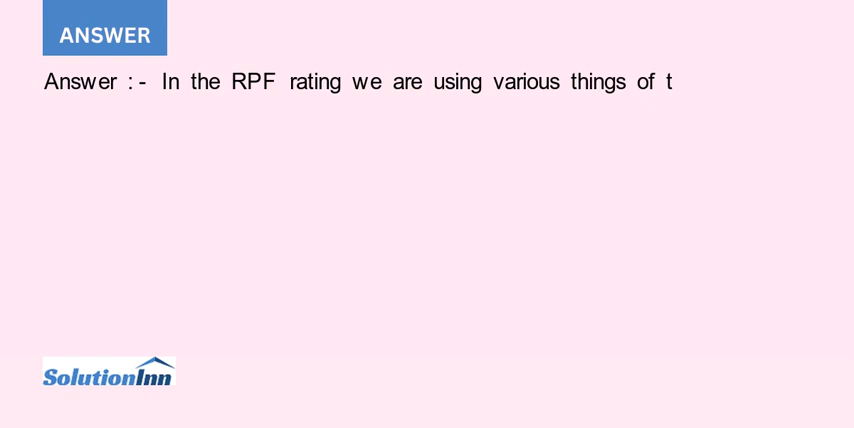 ANSWER
Answer :- In the RPF rating we are using various things of t
SolutionInn